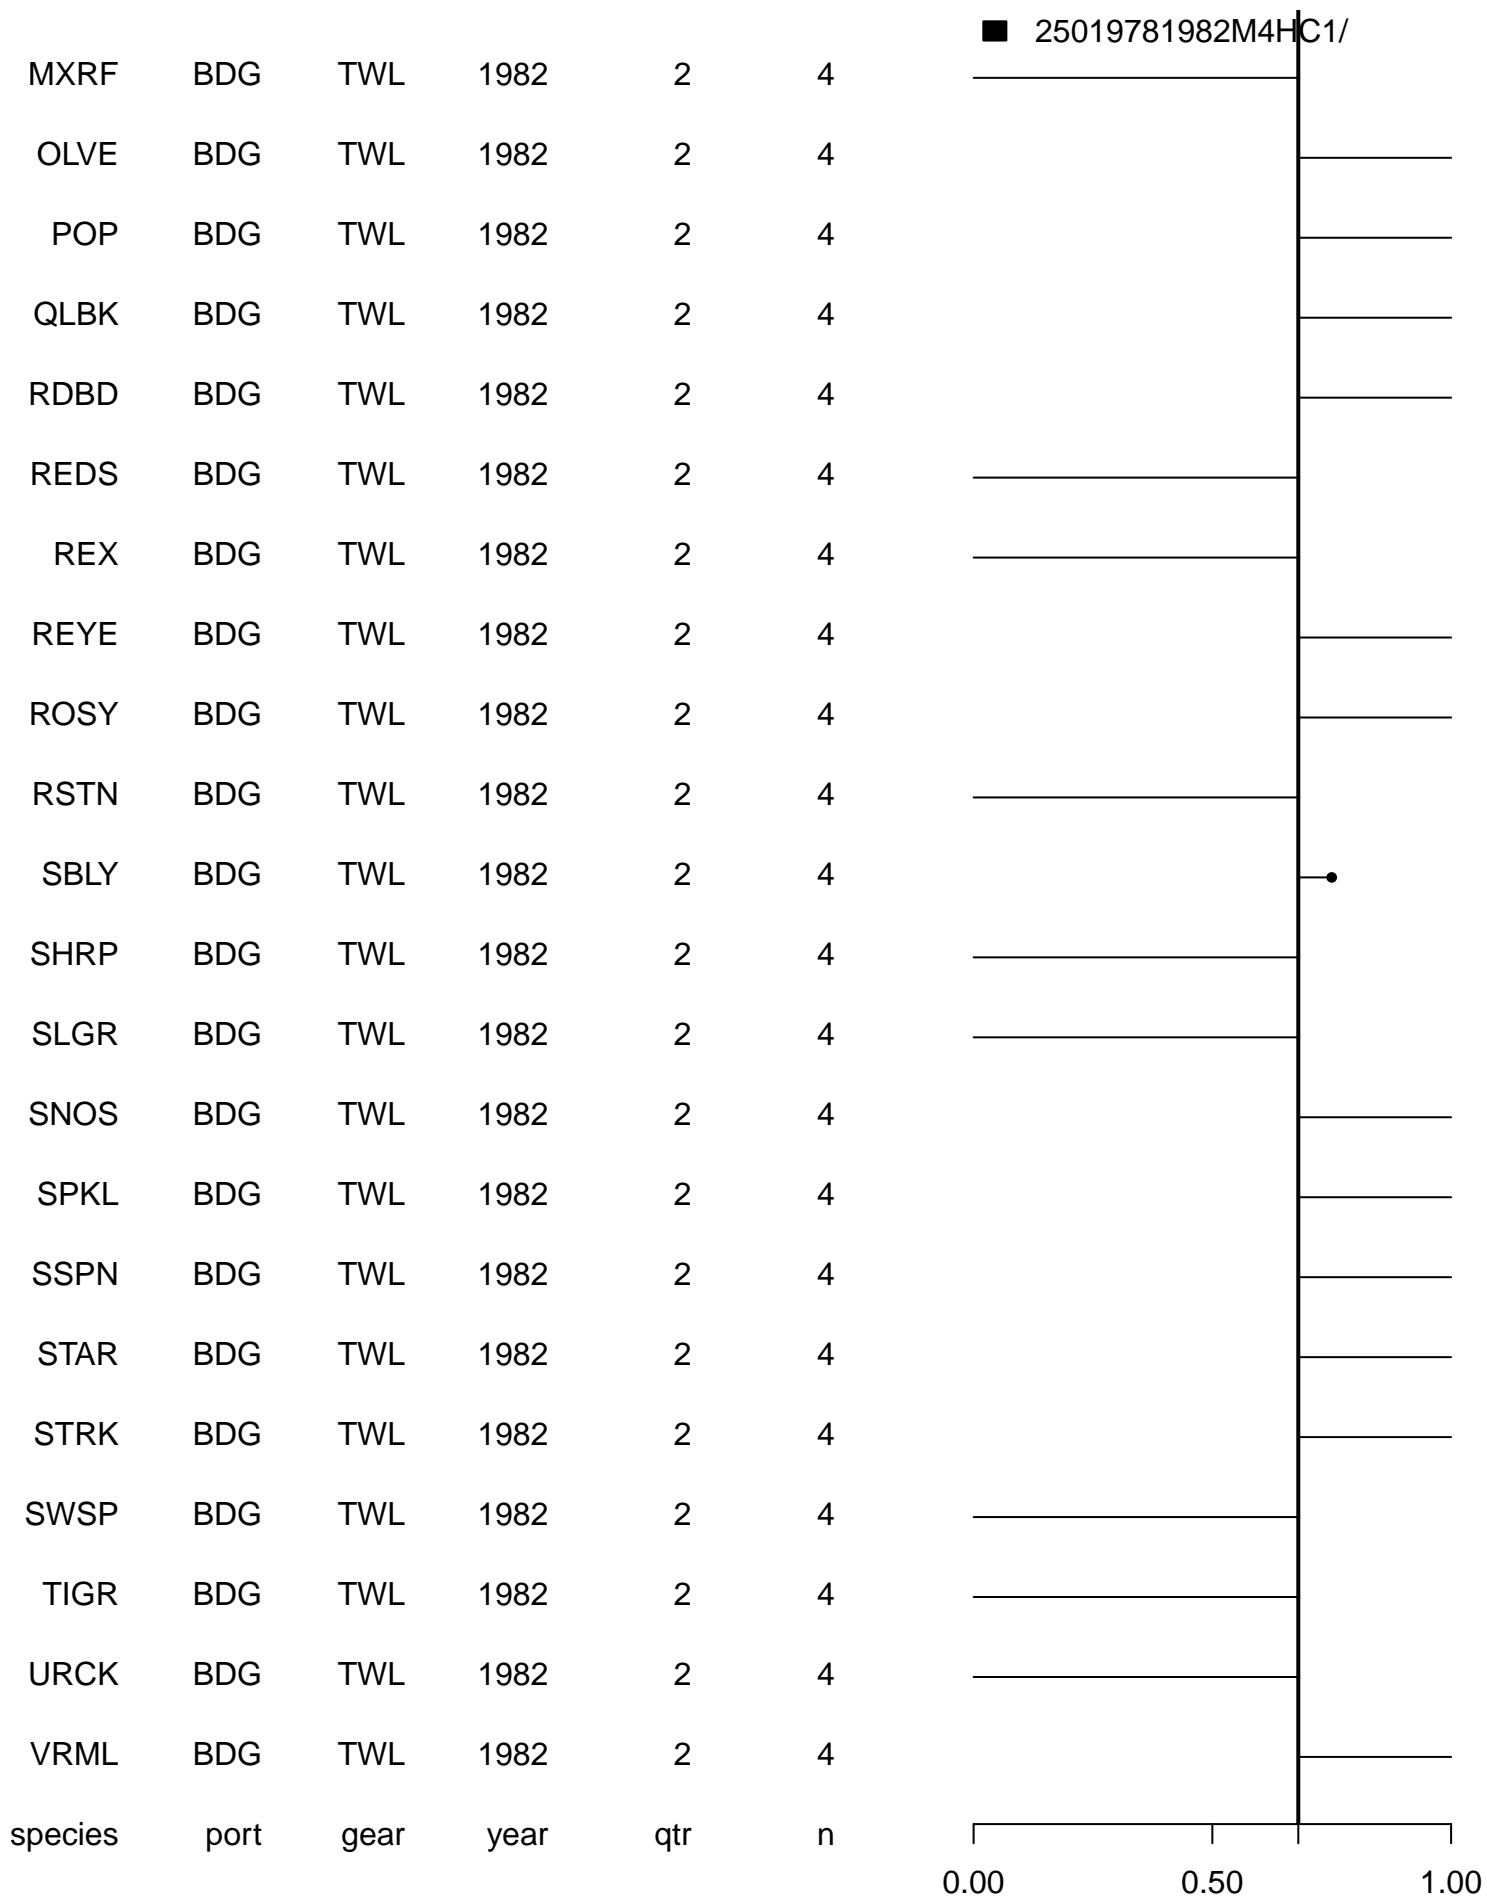 25019781982M4HC1/
MXRF BDG TWL 1982 2 4
OLVE BDG TWL 1982 2 4
POP BDG TWL 1982 2 4
QLBK BDG TWL 1982 2 4
RDBD BDG TWL 1982 2 4
REDS BDG TWL 1982 2 4
REX BDG TWL 1982 2 4
REYE BDG TWL 1982 2 4
ROSY BDG TWL 1982 2 4
RSTN BDG TWL 1982 2 4
SBLY BDG TWL 1982 2 4
SHRP BDG TWL 1982 2 4
SLGR BDG TWL 1982 2 4
SNOS BDG TWL 1982 2 4
SPKL BDG TWL 1982 2 4
SSPN BDG TWL 1982 2 4
STAR BDG TWL 1982 2 4
STRK BDG TWL 1982 2 4
SWSP BDG TWL 1982 2 4
TIGR BDG TWL 1982 2 4
URCK BDG TWL 1982 2 4
VRML BDG TWL 1982 2 4
species port gear year qtr n
0.00 0.50 1.00